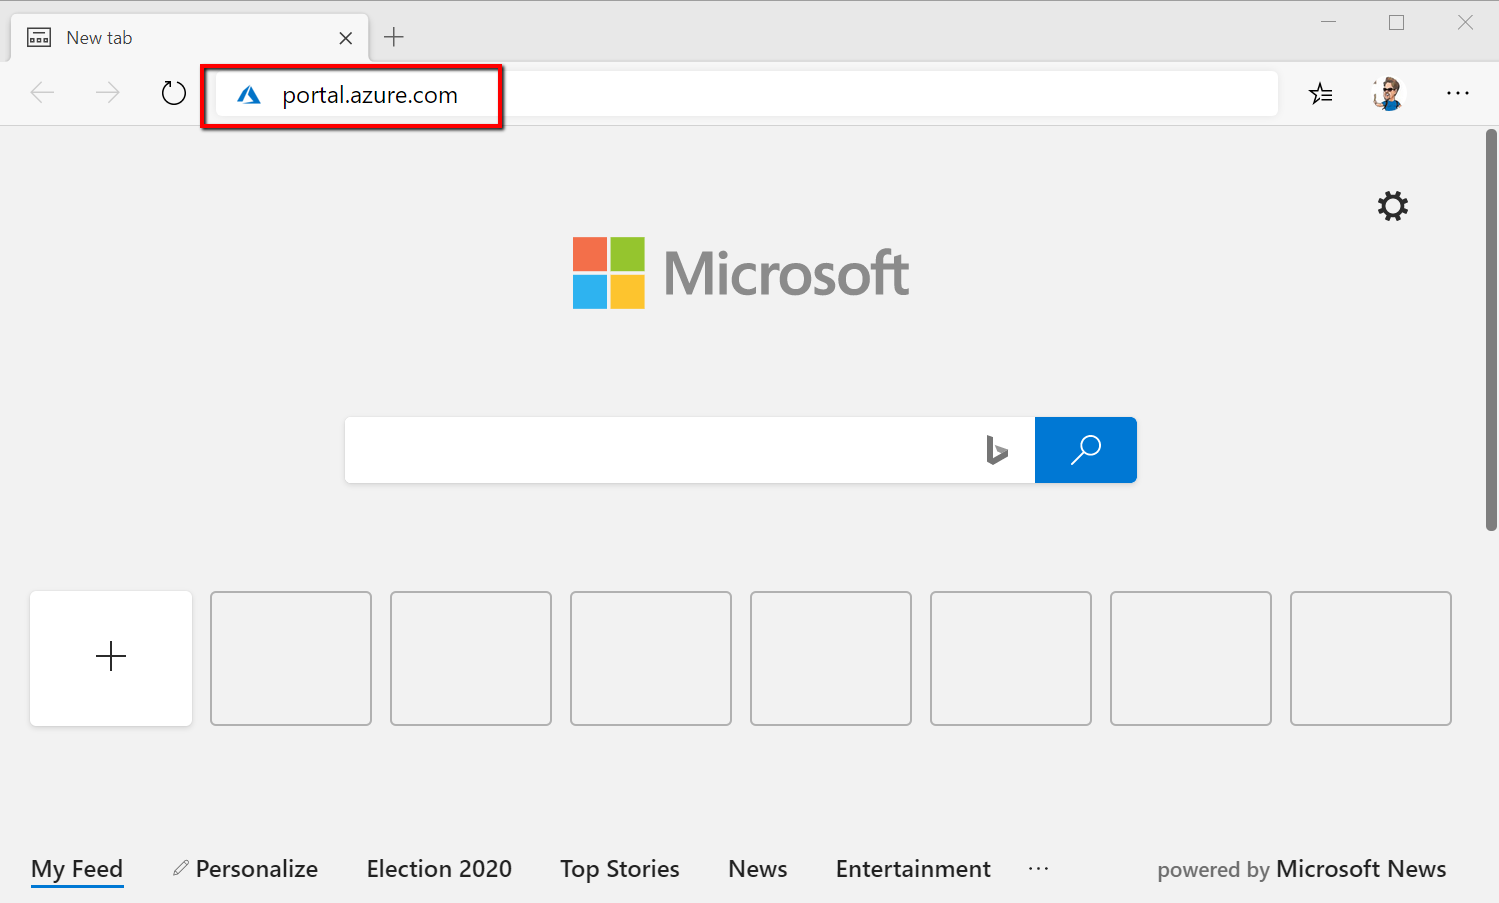 New tab
portal.azure.com
Microsoft
My Feed Personalize Election 2020 Top Stories News Entertainment ... powered by Microsoft News